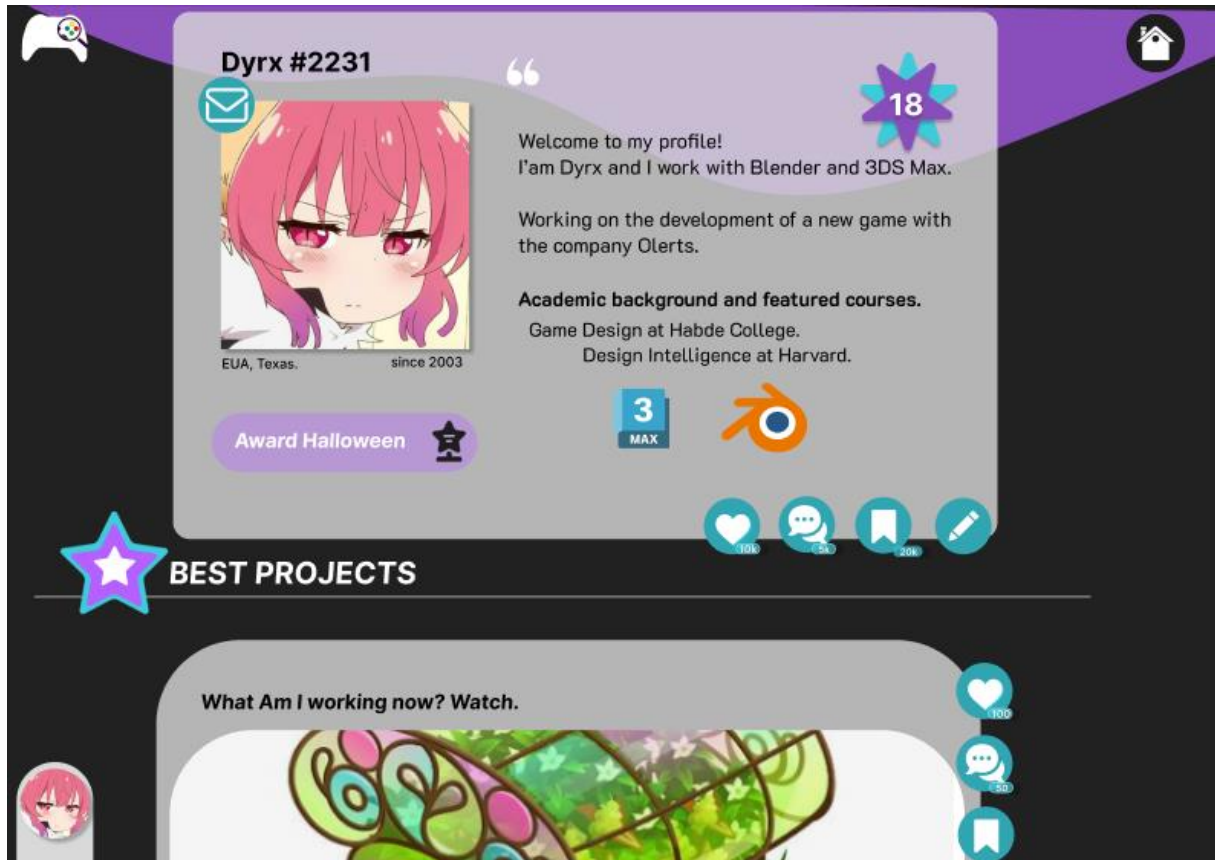 Dyrx #2231
18
Welcome to my profile!
I'am Dyrx and I work with Blender and 3DS Max.
Working on the development of a new game with
the company Olerts.
Academic background and featured courses.
Game Design at Habde College.
Design Intelligence at Harvard.
EUA, Texas.
since 2003
3
MAX
Award Halloween
10k
5k
20k
BEST PROJECTS
What Am I working now? Watch.
100
50